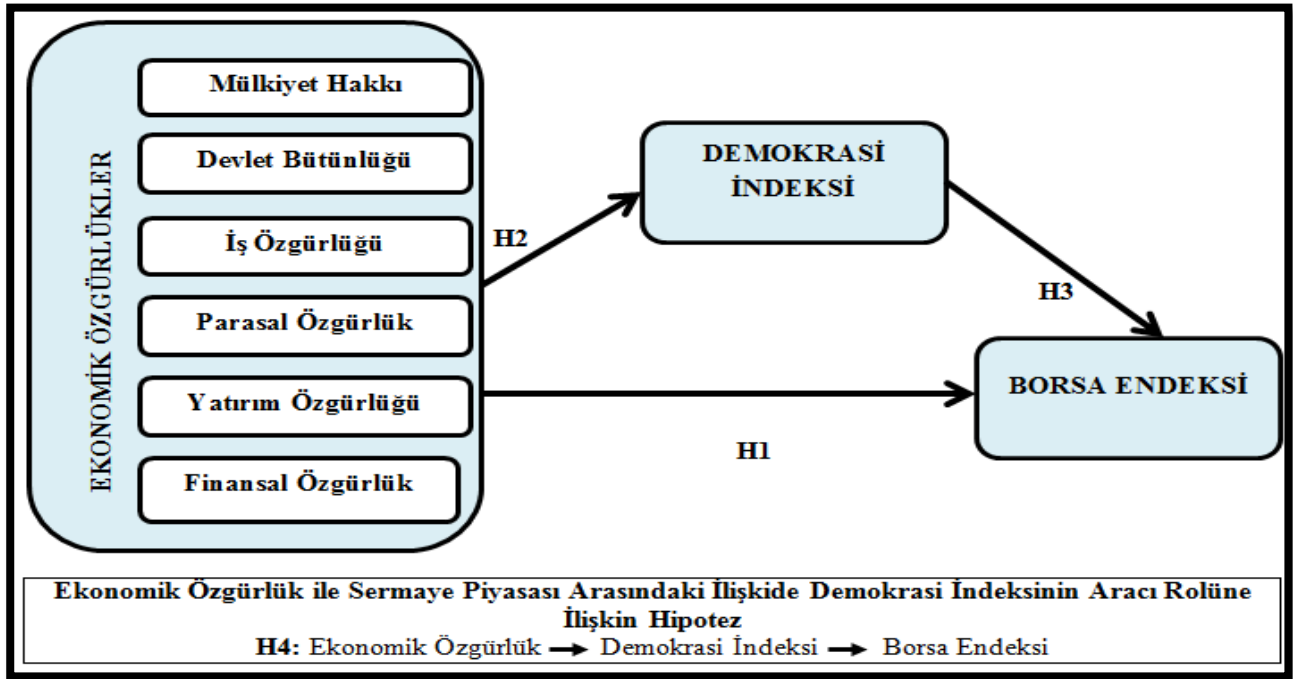 EKONOMİK ÖZGÜRLÜKLER
Mülkiyet Hakkı
Devlet Bütünlüğü
İş Özgürlüğü
Parasal Özgürlük
Yatırım Özgürlüğü
Finansal Özgürlük
H2
DEMOKRASİ
İNDEKSİ
H3
BORSA ENDEKSİ
H1
Ekonomik Özgürlük ile Sermaye Piyasası Arasındaki İlişkide Demokrasi İndeksinin Aracı Rolüne
İlişkin Hipotez
H4: Ekonomik Özgürlük → Demokrasi İndeksi → Borsa Endeksi